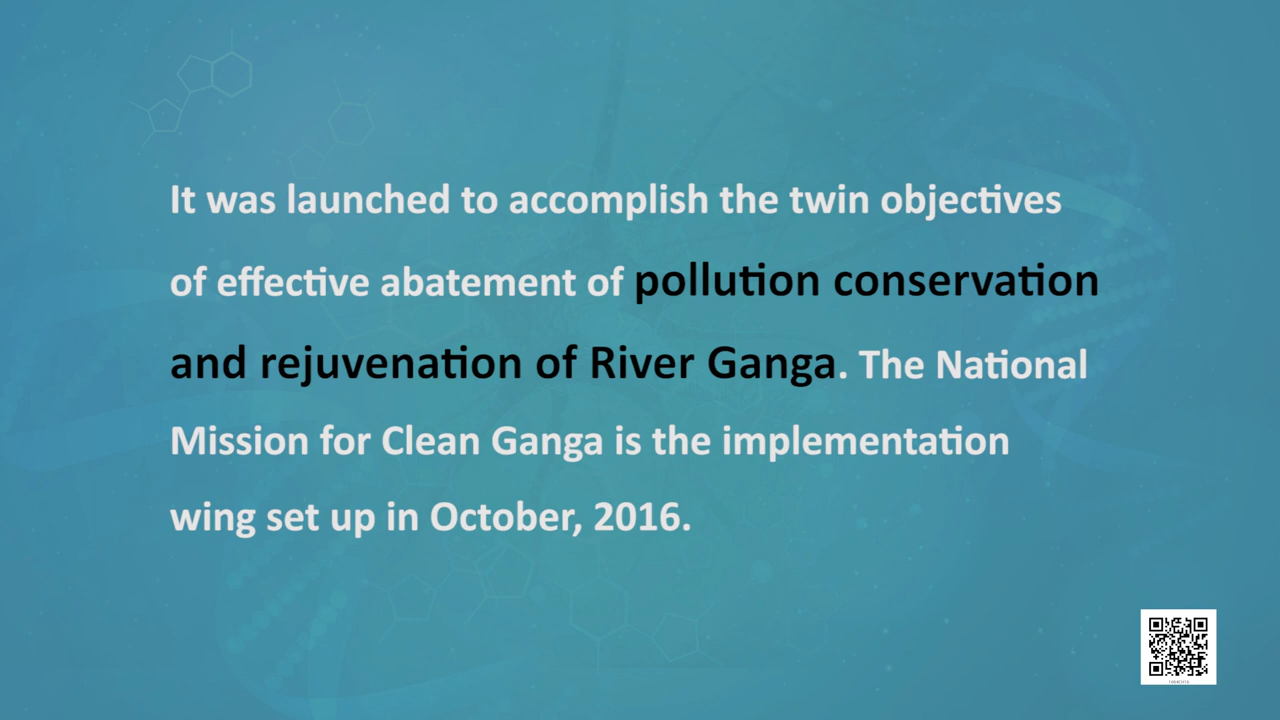 It was launched to accomplish the twin objectives
of effective abatement of pollution conservation
and rejuvenation of River Ganga. The National
Mission for Clean Ganga is the implementation
wing set up in October, 2016.